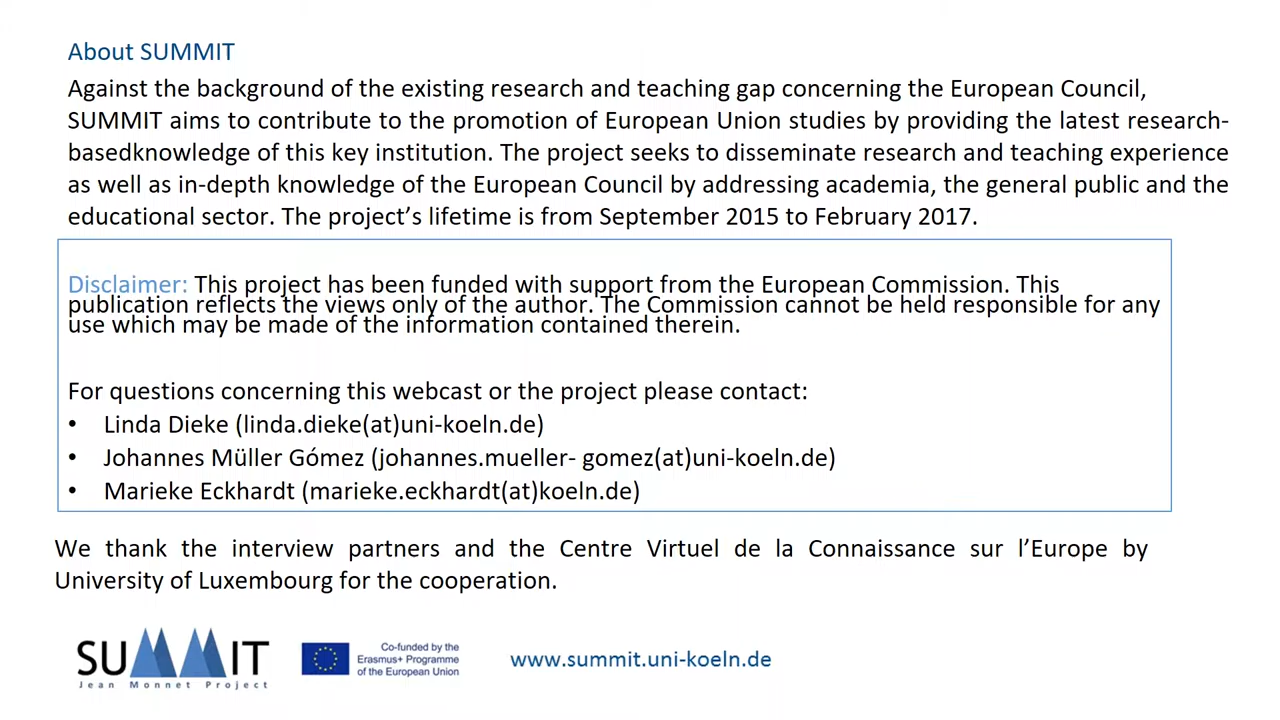 About SUMMIT
Against the background of the existing research and teaching gap concerning the European Council,
SUMMIT aims to contribute to the promotion of European Union studies by providing the latest research-
basedknowledge of this key institution. The project seeks to disseminate research and teaching experience
as well as in-depth knowledge of the European Council by addressing academia, the general public and the
educational sector. The project’s lifetime is from September 2015 to February 2017.
Disclaimer: This project has been funded with support from the European Commission. This
publication reflects the views only of the author. The Commission cannot be held responsible for any
use which may be made of the information contained therein.
For questions concerning this webcast or the project please contact:
• Linda Dieke (linda.dieke(at)uni-koeln.de)
• Johannes Müller Gómez (johannes.mueller- gomez(at)uni-koeln.de)
• Marieke Eckhardt (marieke.eckhardt(at)koeln.de)
We thank the interview partners and the Centre Virtuel de la Connaissance sur l’Europe by
University of Luxembourg for the cooperation.
SUMMIT
Jean Monnet Project
Co-funded by the
Erasmus+ Programme
of the European Union
www.summit.uni-koeln.de